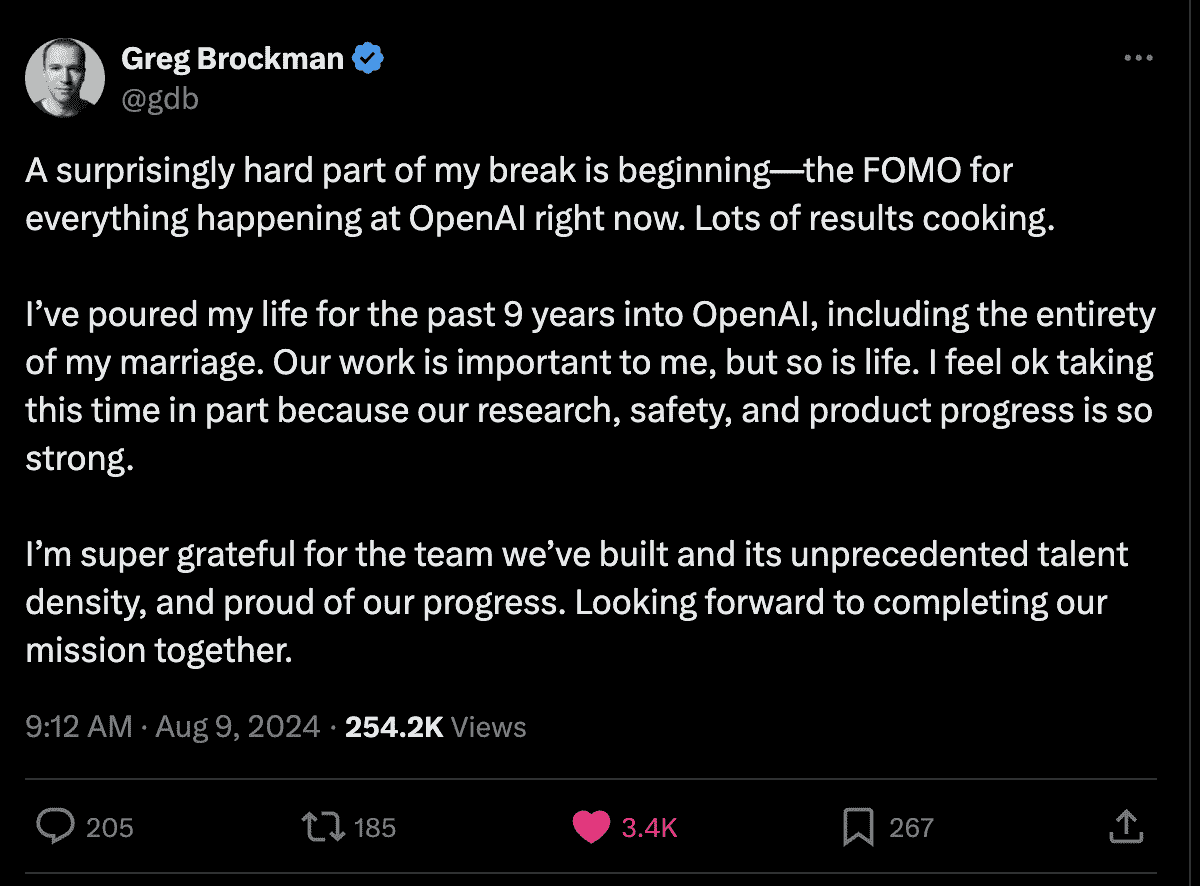 Greg Brockman
@gdb
A surprisingly hard part of my break is beginning—the FOMO for
everything happening at OpenAI right now. Lots of results cooking.
I’ve poured my life for the past 9 years into OpenAI, including the entirety
of my marriage. Our work is important to me, but so is life. I feel ok taking
this time in part because our research, safety, and product progress is so
strong.
I’m super grateful for the team we’ve built and its unprecedented talent
density, and proud of our progress. Looking forward to completing our
mission together.
9:12 AM · Aug 9, 2024 · 254.2K Views
205 185 3.4K 267